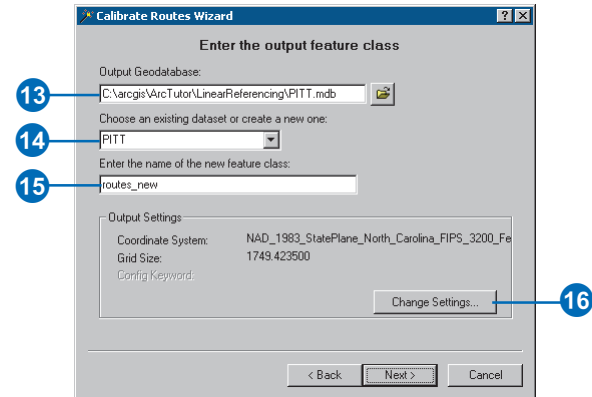 Calibrate Routes Wizard
Enter the output feature class
Output Geodatabase:
13
C:\arcgis\ArcTutor\LinearReferencing\PITT.mdb
Choose an existing dataset or create a new one:
14
PITT
Enter the name of the new feature class:
15
routes_new
Output Settings
Coordinate System: NAD_1983_StatePlane_North_Carolina_FIPS_3200_Fe
Grid Size: 1749.423500
Config Keyword:
Change Settings...
16
< Back Next > Cancel